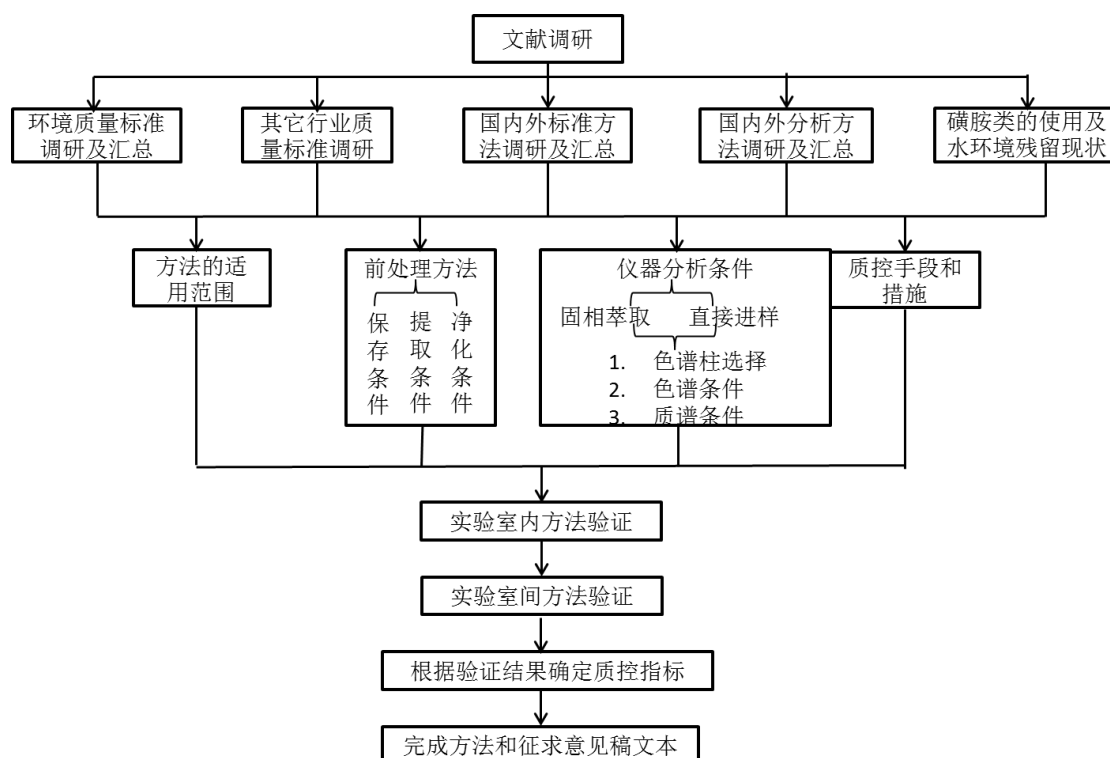 文献调研
环境质量标准
调研及汇总
其它行业质
量标准调研
国内外标准方
法调研及汇总
国内外分析方
法调研及汇总
磺胺类的使用及
水环境残留现状
方法的适
用范围
前处理方法
保存条件
提取条件
净化条件
仪器分析条件
固相萃取 直接进样
1. 色谱柱选择
2. 色谱条件
3. 质谱条件
质控手段和
措施
实验室内方法验证
实验室间方法验证
根据验证结果确定质控指标
完成方法和征求意见稿文本